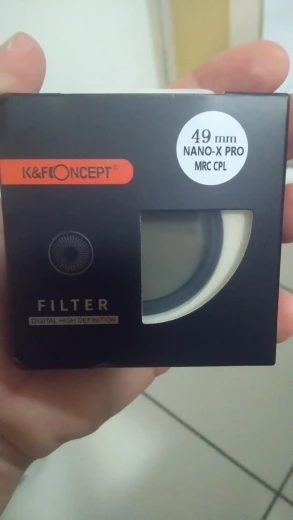 49 mm
NANO-X PRO
MRC CPL
K&F CONCEPT®
FILTER
DIGITAL HIGH DEFINITION